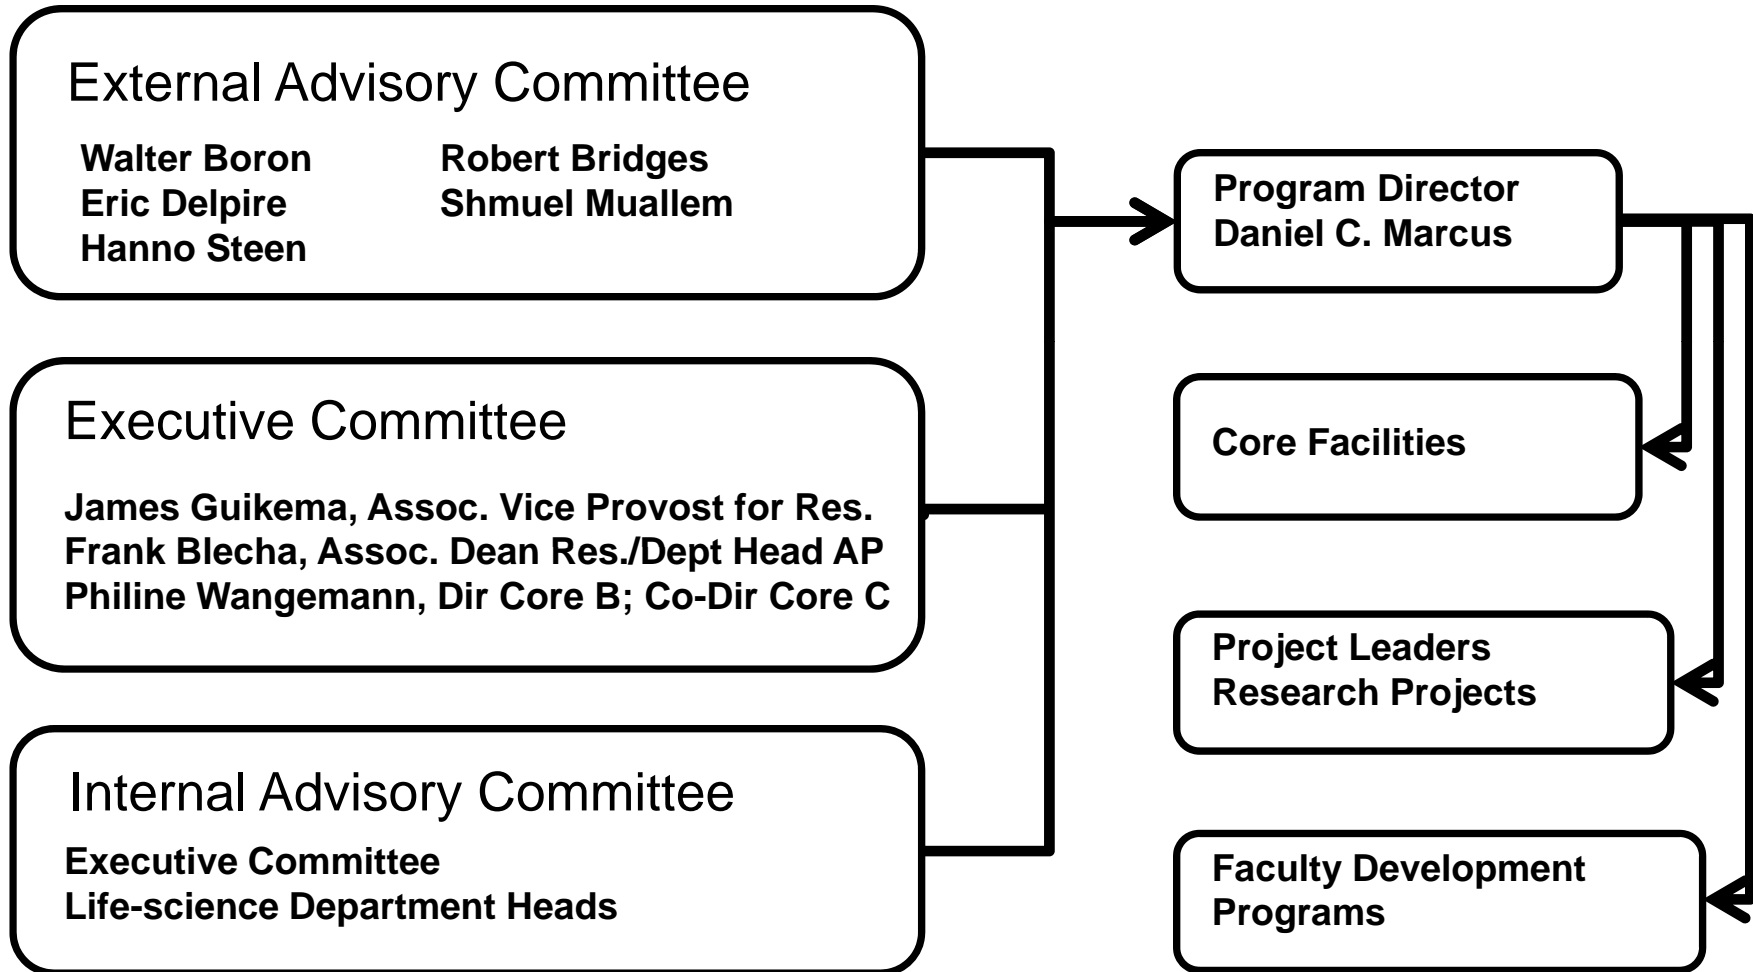 External Advisory Committee
Walter Boron
Eric Delpire
Hanno Steen
Robert Bridges
Shmuel Muallem
Executive Committee
James Guikema, Assoc. Vice Provost for Res.
Frank Blecha, Assoc. Dean Res./Dept Head AP
Philine Wangemann, Dir Core B; Co-Dir Core C
Internal Advisory Committee
Executive Committee
Life-science Department Heads
Program Director
Daniel C. Marcus
Core Facilities
Project Leaders
Research Projects
Faculty Development
Programs